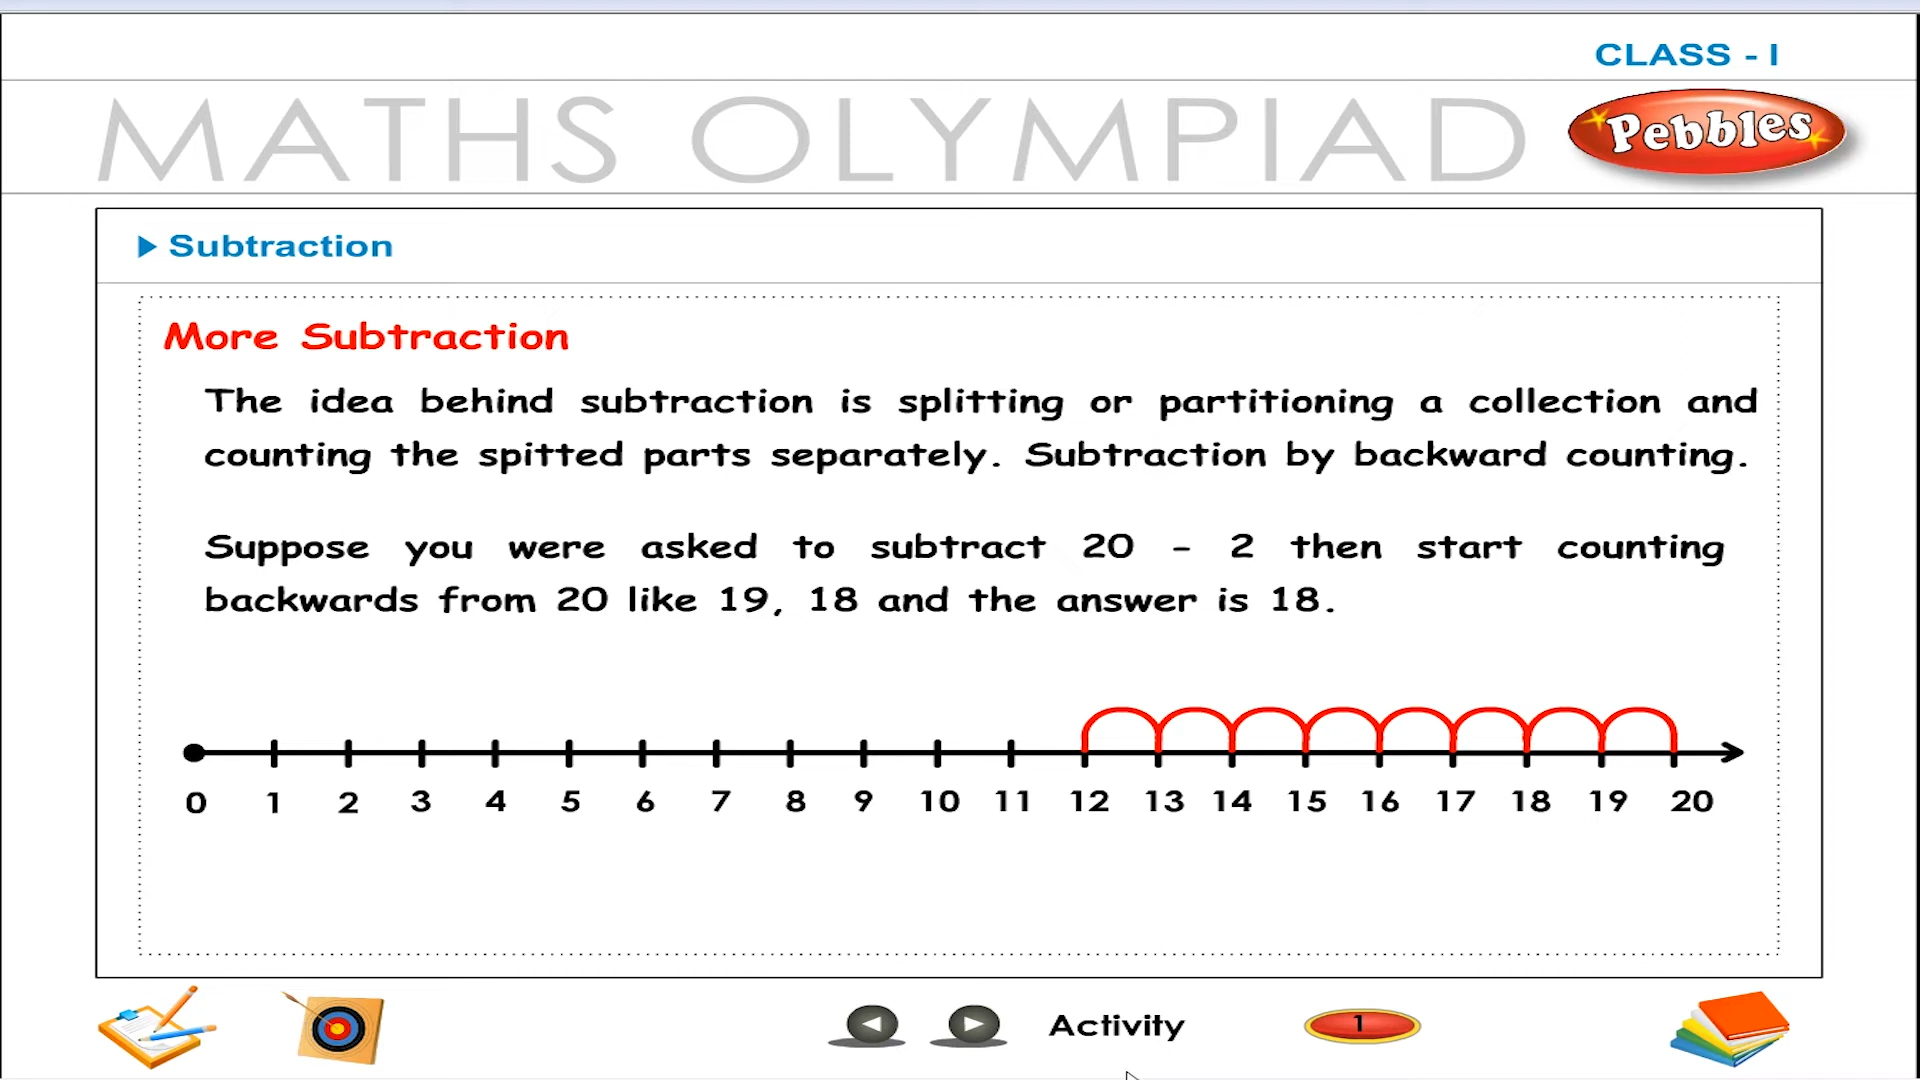 CLASS - I
MATHS OLYMPIAD
Pebbles
Subtraction
More Subtraction
The idea behind subtraction is splitting or partitioning a collection and
counting the spitted parts separately. Subtraction by backward counting.
Suppose you were asked to subtract 20 - 2 then start counting
backwards from 20 like 19, 18 and the answer is 18.
0 1 2 3 4 5 6 7 8 9 10 11 12 13 14 15 16 17 18 19 20
Activity 1